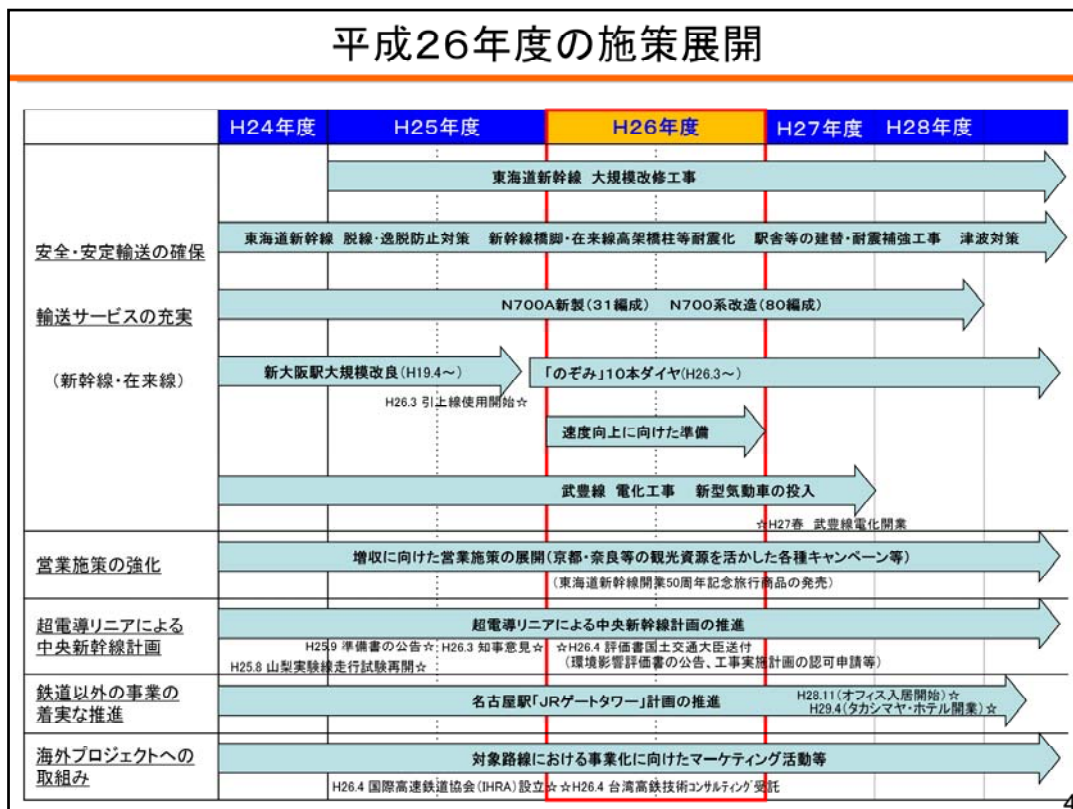 平成26年度の施策展開
H24年度 H25年度 H26年度 H27年度 H28年度
東海道新幹線 大規模改修工事
安全・安定輸送の確保
東海道新幹線 脱線・逸脱防止対策 新幹線橋脚・在来線高架橋柱等耐震化 駅舎等の建替・耐震補強工事 津波対策
輸送サービスの充実
N700A新製(31編成) N700系改造(80編成)
(新幹線・在来線)
新大阪駅大規模改良(H19.4～)
「のぞみ」10本ダイヤ(H26.3～)
H26.3 引上線使用開始☆
速度向上に向けた準備
武豊線 電化工事 新型気動車の投入
☆H27春 武豊線電化開業
営業施策の強化
増収に向けた営業施策の展開(京都・奈良等の観光資源を活かした各種キャンペーン等)
(東海道新幹線開業50周年記念旅行商品の発売)
超電導リニアによる
中央新幹線計画
超電導リニアによる中央新幹線計画の推進
H25.9 準備書の公告☆ H26.3 知事意見☆ ☆H26.4 評価書国土交通大臣送付
H25.8 山梨実験線走行試験再開☆
(環境影響評価書の公告、工事実施計画の認可申請等)
鉄道以外の事業の
着実な推進
名古屋駅「JRゲートタワー」計画の推進
H28.11(オフィス入居開始)☆
H29.4(タカシマヤ・ホテル開業)☆
海外プロジェクトへの
取組み
対象路線における事業化に向けたマーケティング活動等
H26.4 国際高速鉄道協会(IHRA)設立☆ ☆H26.4 台湾高鉄技術コンサルティング受託
4